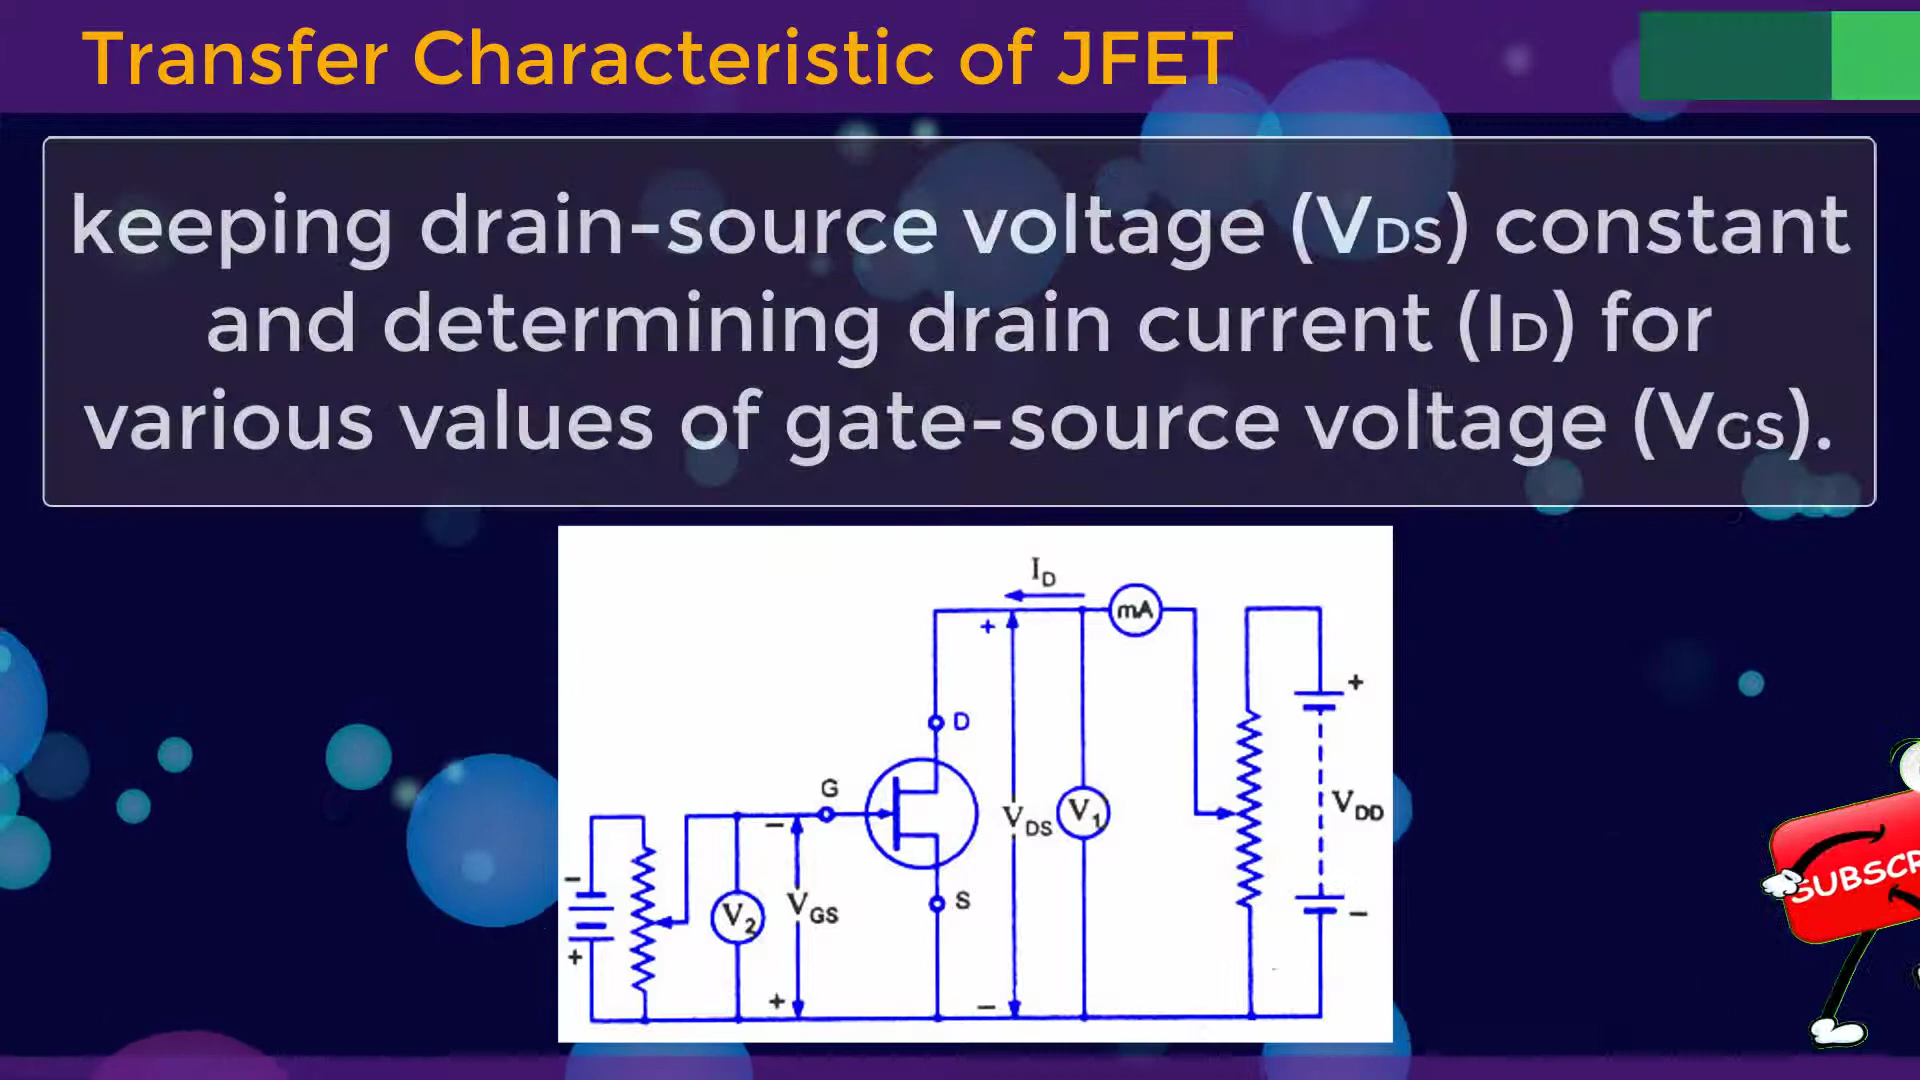 Transfer Characteristic of JFET
keeping drain-source voltage (VDS) constant
and determining drain current (ID) for
various values of gate-source voltage (VGS).
ID
mA
+
D
+
G
VDS
V1
VDD
−
−
V2
VGS
S
−
+
+
−
SUBSCR